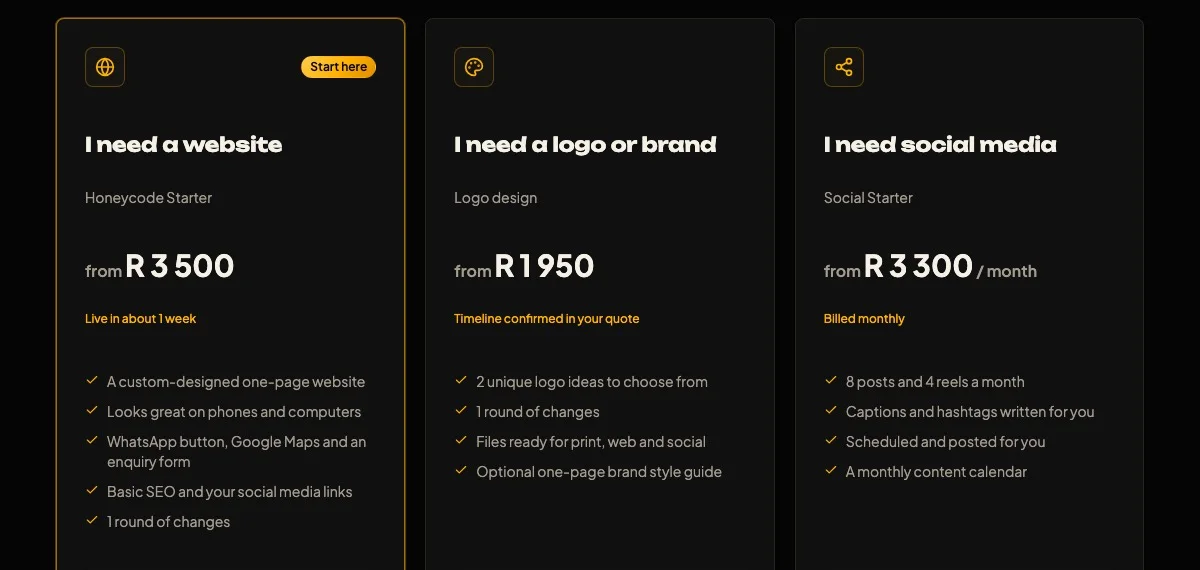 Start here
I need a website
Honeycode Starter
from R 3 500
Live in about 1 week
A custom-designed one-page website
Looks great on phones and computers
WhatsApp button, Google Maps and an
enquiry form
Basic SEO and your social media links
1 round of changes
I need a logo or brand
Logo design
from R 1 950
Timeline confirmed in your quote
2 unique logo ideas to choose from
1 round of changes
Files ready for print, web and social
Optional one-page brand style guide
I need social media
Social Starter
from R 3 300 / month
Billed monthly
8 posts and 4 reels a month
Captions and hashtags written for you
Scheduled and posted for you
A monthly content calendar